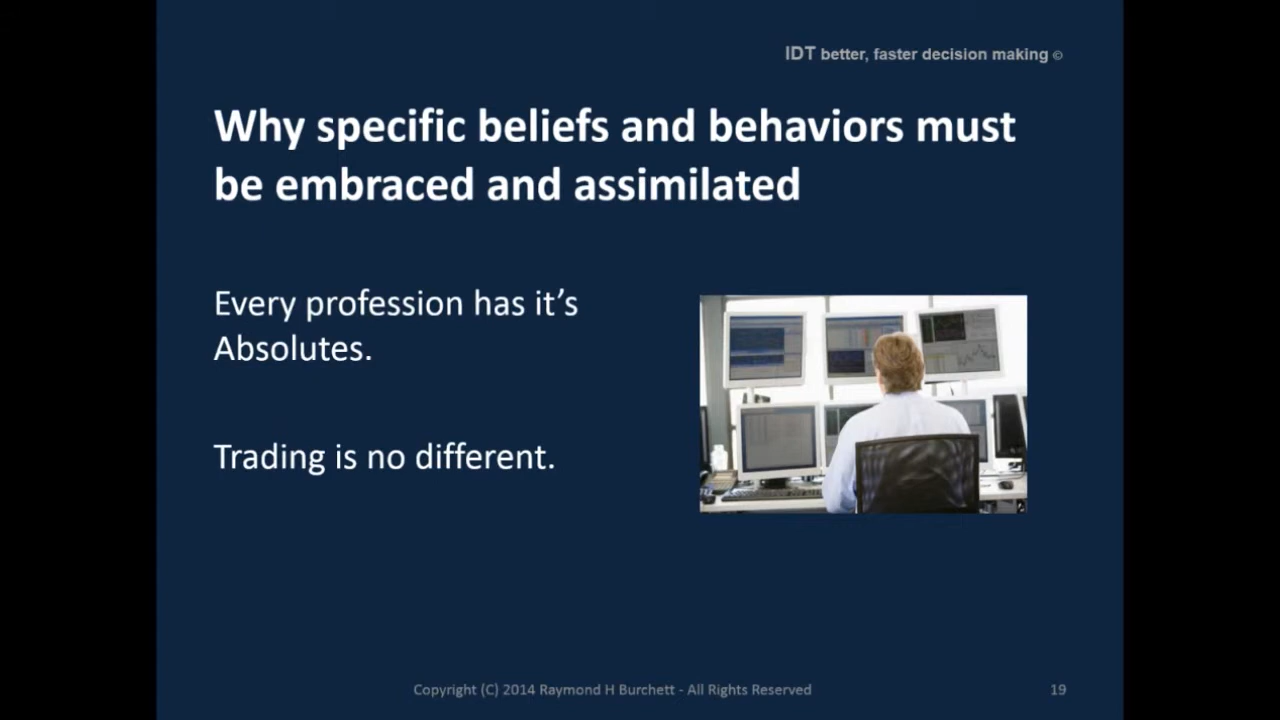 IDT better, faster decision making ©
Why specific beliefs and behaviors must
be embraced and assimilated
Every profession has it’s
Absolutes.
Trading is no different.
Copyright (C) 2014 Raymond H Burchett - All Rights Reserved
19